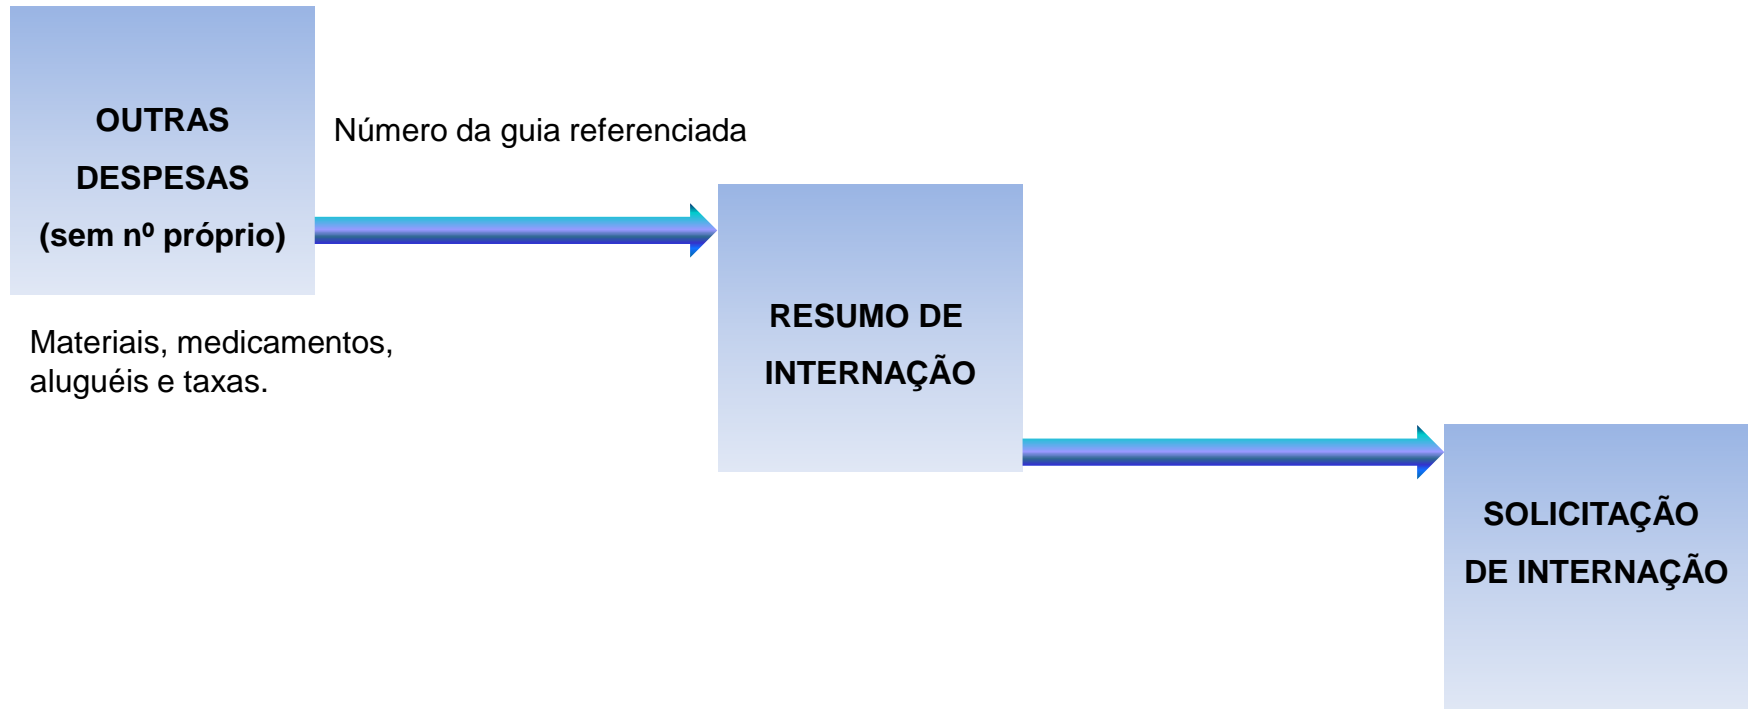 OUTRAS
DESPESAS
(sem nº próprio)
Número da guia referenciada
Materiais, medicamentos,
aluguéis e taxas.
RESUMO DE
INTERNAÇÃO
SOLICITAÇÃO
DE INTERNAÇÃO